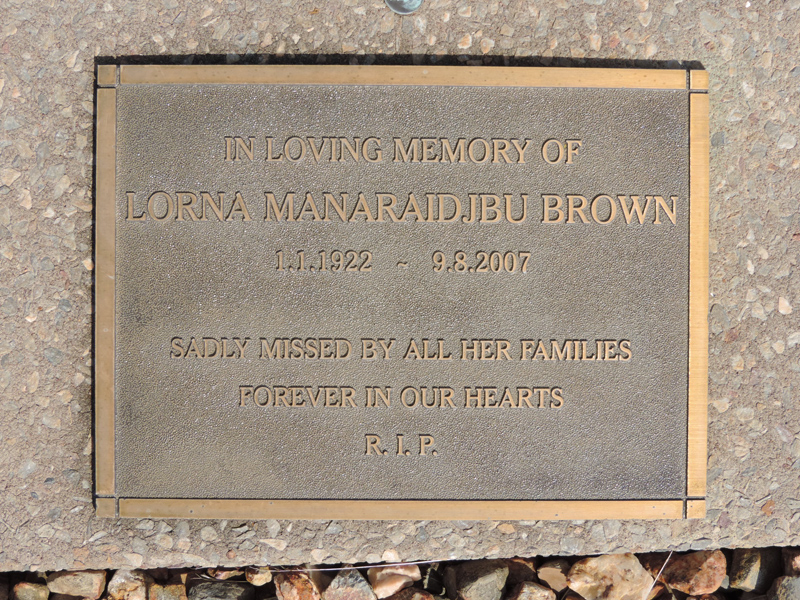 IN LOVING MEMORY OF
LORNA MANARAIDJBU BROWN
1.1.1922 ~ 9.8.2007
SADLY MISSED BY ALL HER FAMILIES
FOREVER IN OUR HEARTS
R. I. P.